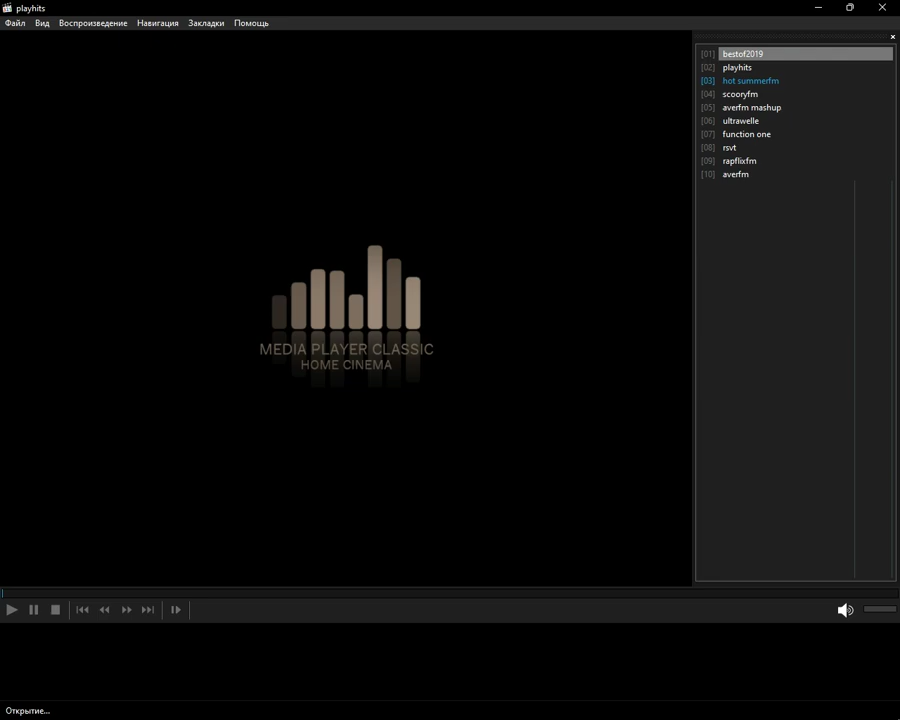 playhits
Файл Вид Воспроизведение Навигация Закладки Помощь
[01] bestof2019
[02] playhits
[03] hot summerfm
[04] scooryfm
[05] averfm mashup
[06] ultrawelle
[07] function one
[08] rsvt
[09] rapflixfm
[10] averfm
MEDIA PLAYER CLASSIC
HOME CINEMA
Открытие...